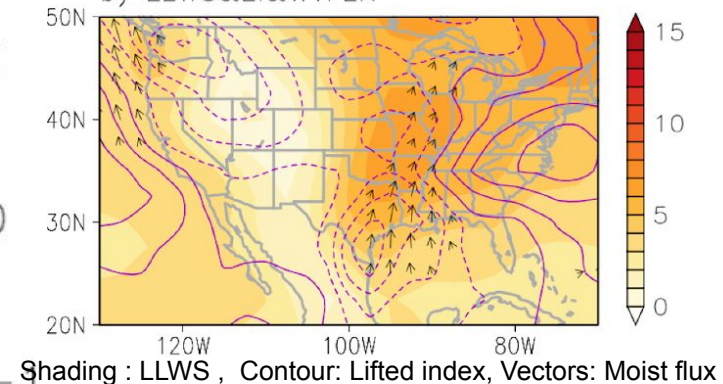 50N
40N
30N
20N
120W
100W
80W
15
10
5
0
Shading : LLWS , Contour: Lifted index, Vectors: Moist flux